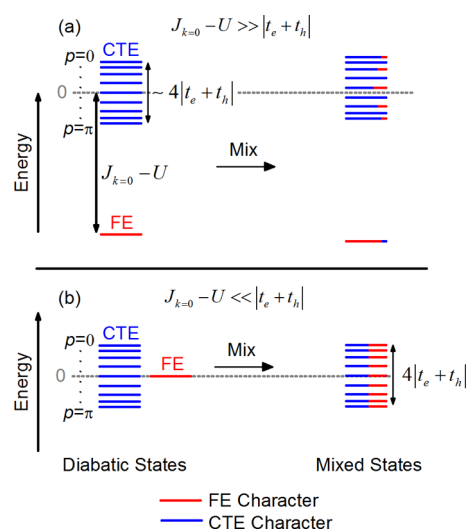 (a)
J_{k=0} − U >> |t_e + t_h|
p=0
CTE
0
~ 4|t_e + t_h|
p=π
Energy
J_{k=0} − U
Mix
FE
(b)
J_{k=0} − U << |t_e + t_h|
p=0
CTE
FE
Mix
0
4|t_e + t_h|
p=π
Energy
Diabatic States
Mixed States
FE Character
CTE Character